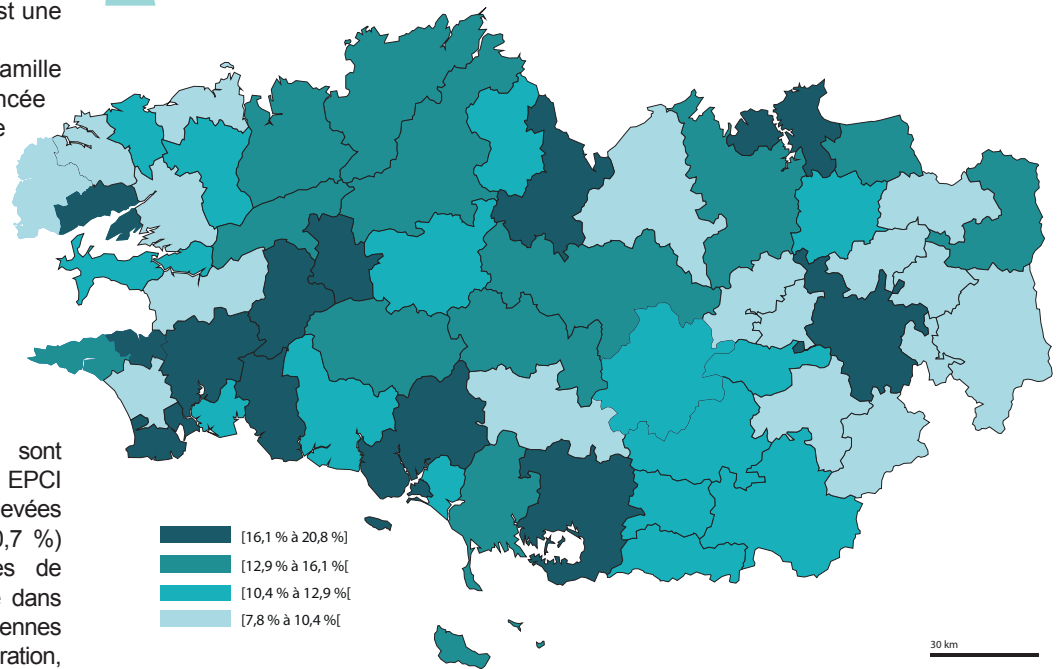 st une
amille
ncée
e
sont
EPCI
evées
0,7 %)
es de
e dans
ennes
ration,
[16,1 % à 20,8 %]
[12,9 % à 16,1 %[
[10,4 % à 12,9 %[
[7,8 % à 10,4 %[
30 km